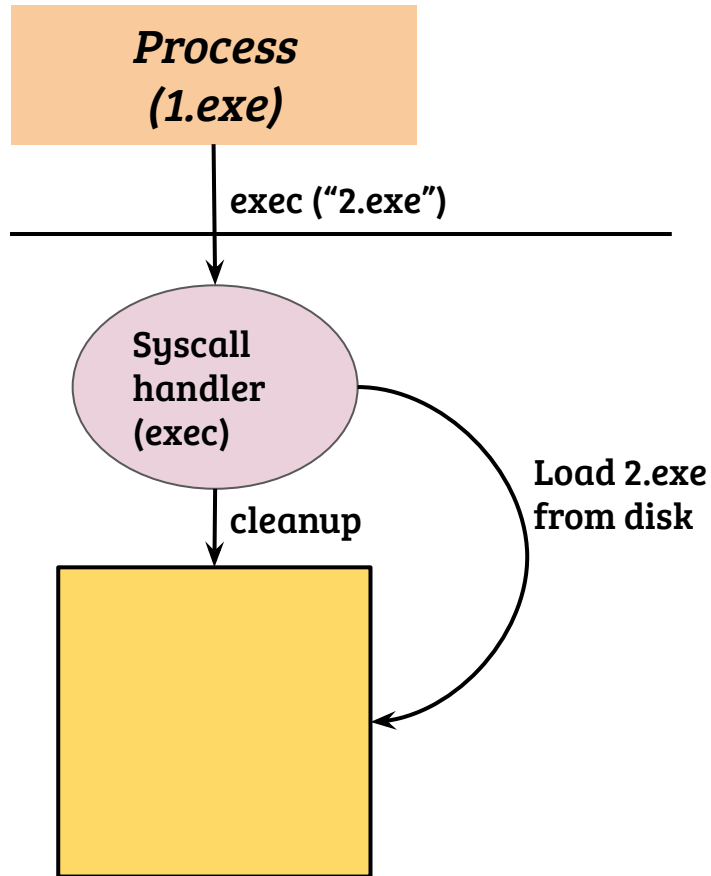 Process
(1.exe)
exec (“2.exe”)
Syscall
handler
(exec)
Load 2.exe
from disk
cleanup